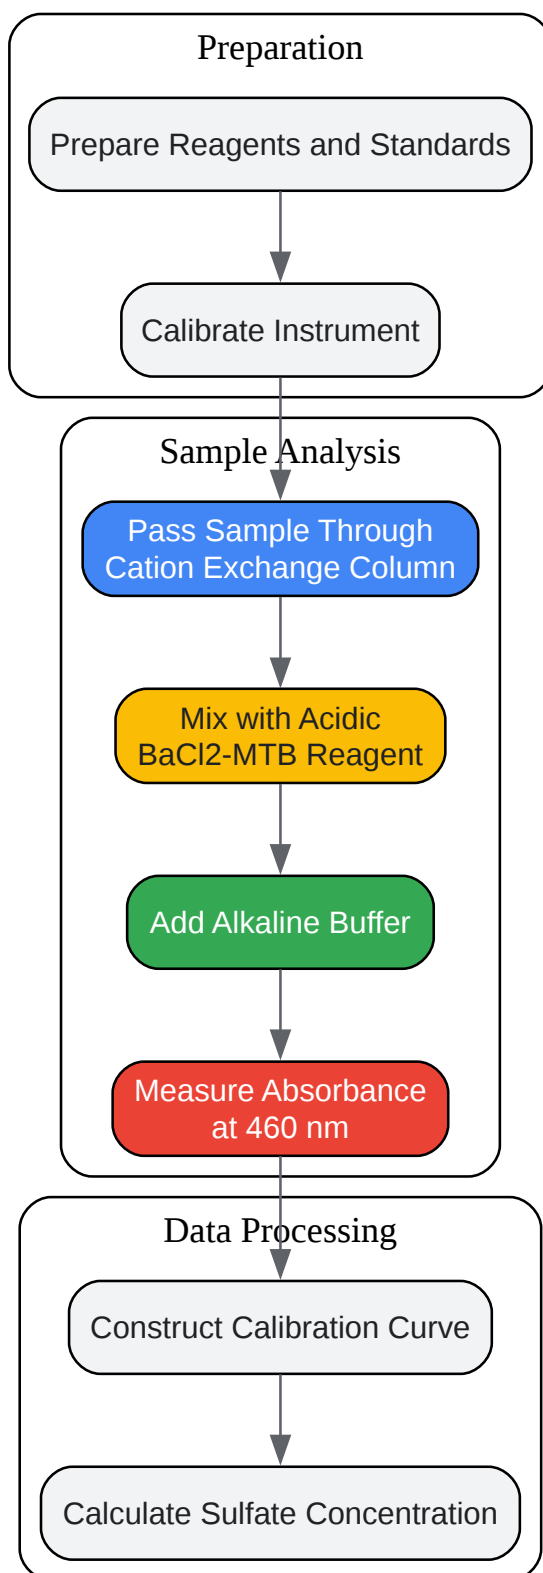 Preparation
Prepare Reagents and Standards
Calibrate Instrument
Sample Analysis
Pass Sample Through
Cation Exchange Column
Mix with Acidic
BaCl2-MTB Reagent
Add Alkaline Buffer
Measure Absorbance
at 460 nm
Data Processing
Construct Calibration Curve
Calculate Sulfate Concentration